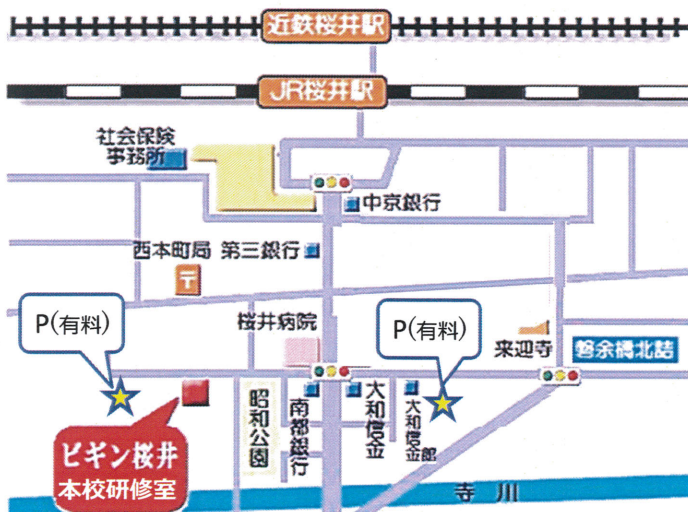 近鉄桜井駅
JR桜井駅
社会保険
事務所
中京銀行
西本町局
第三銀行
〒
P(有料)
桜井病院
P(有料)
来迎寺
磐余橋北詰
昭和公園
南都銀行
大和信金
大和信金館
ビギン桜井
本校研修室
寺川